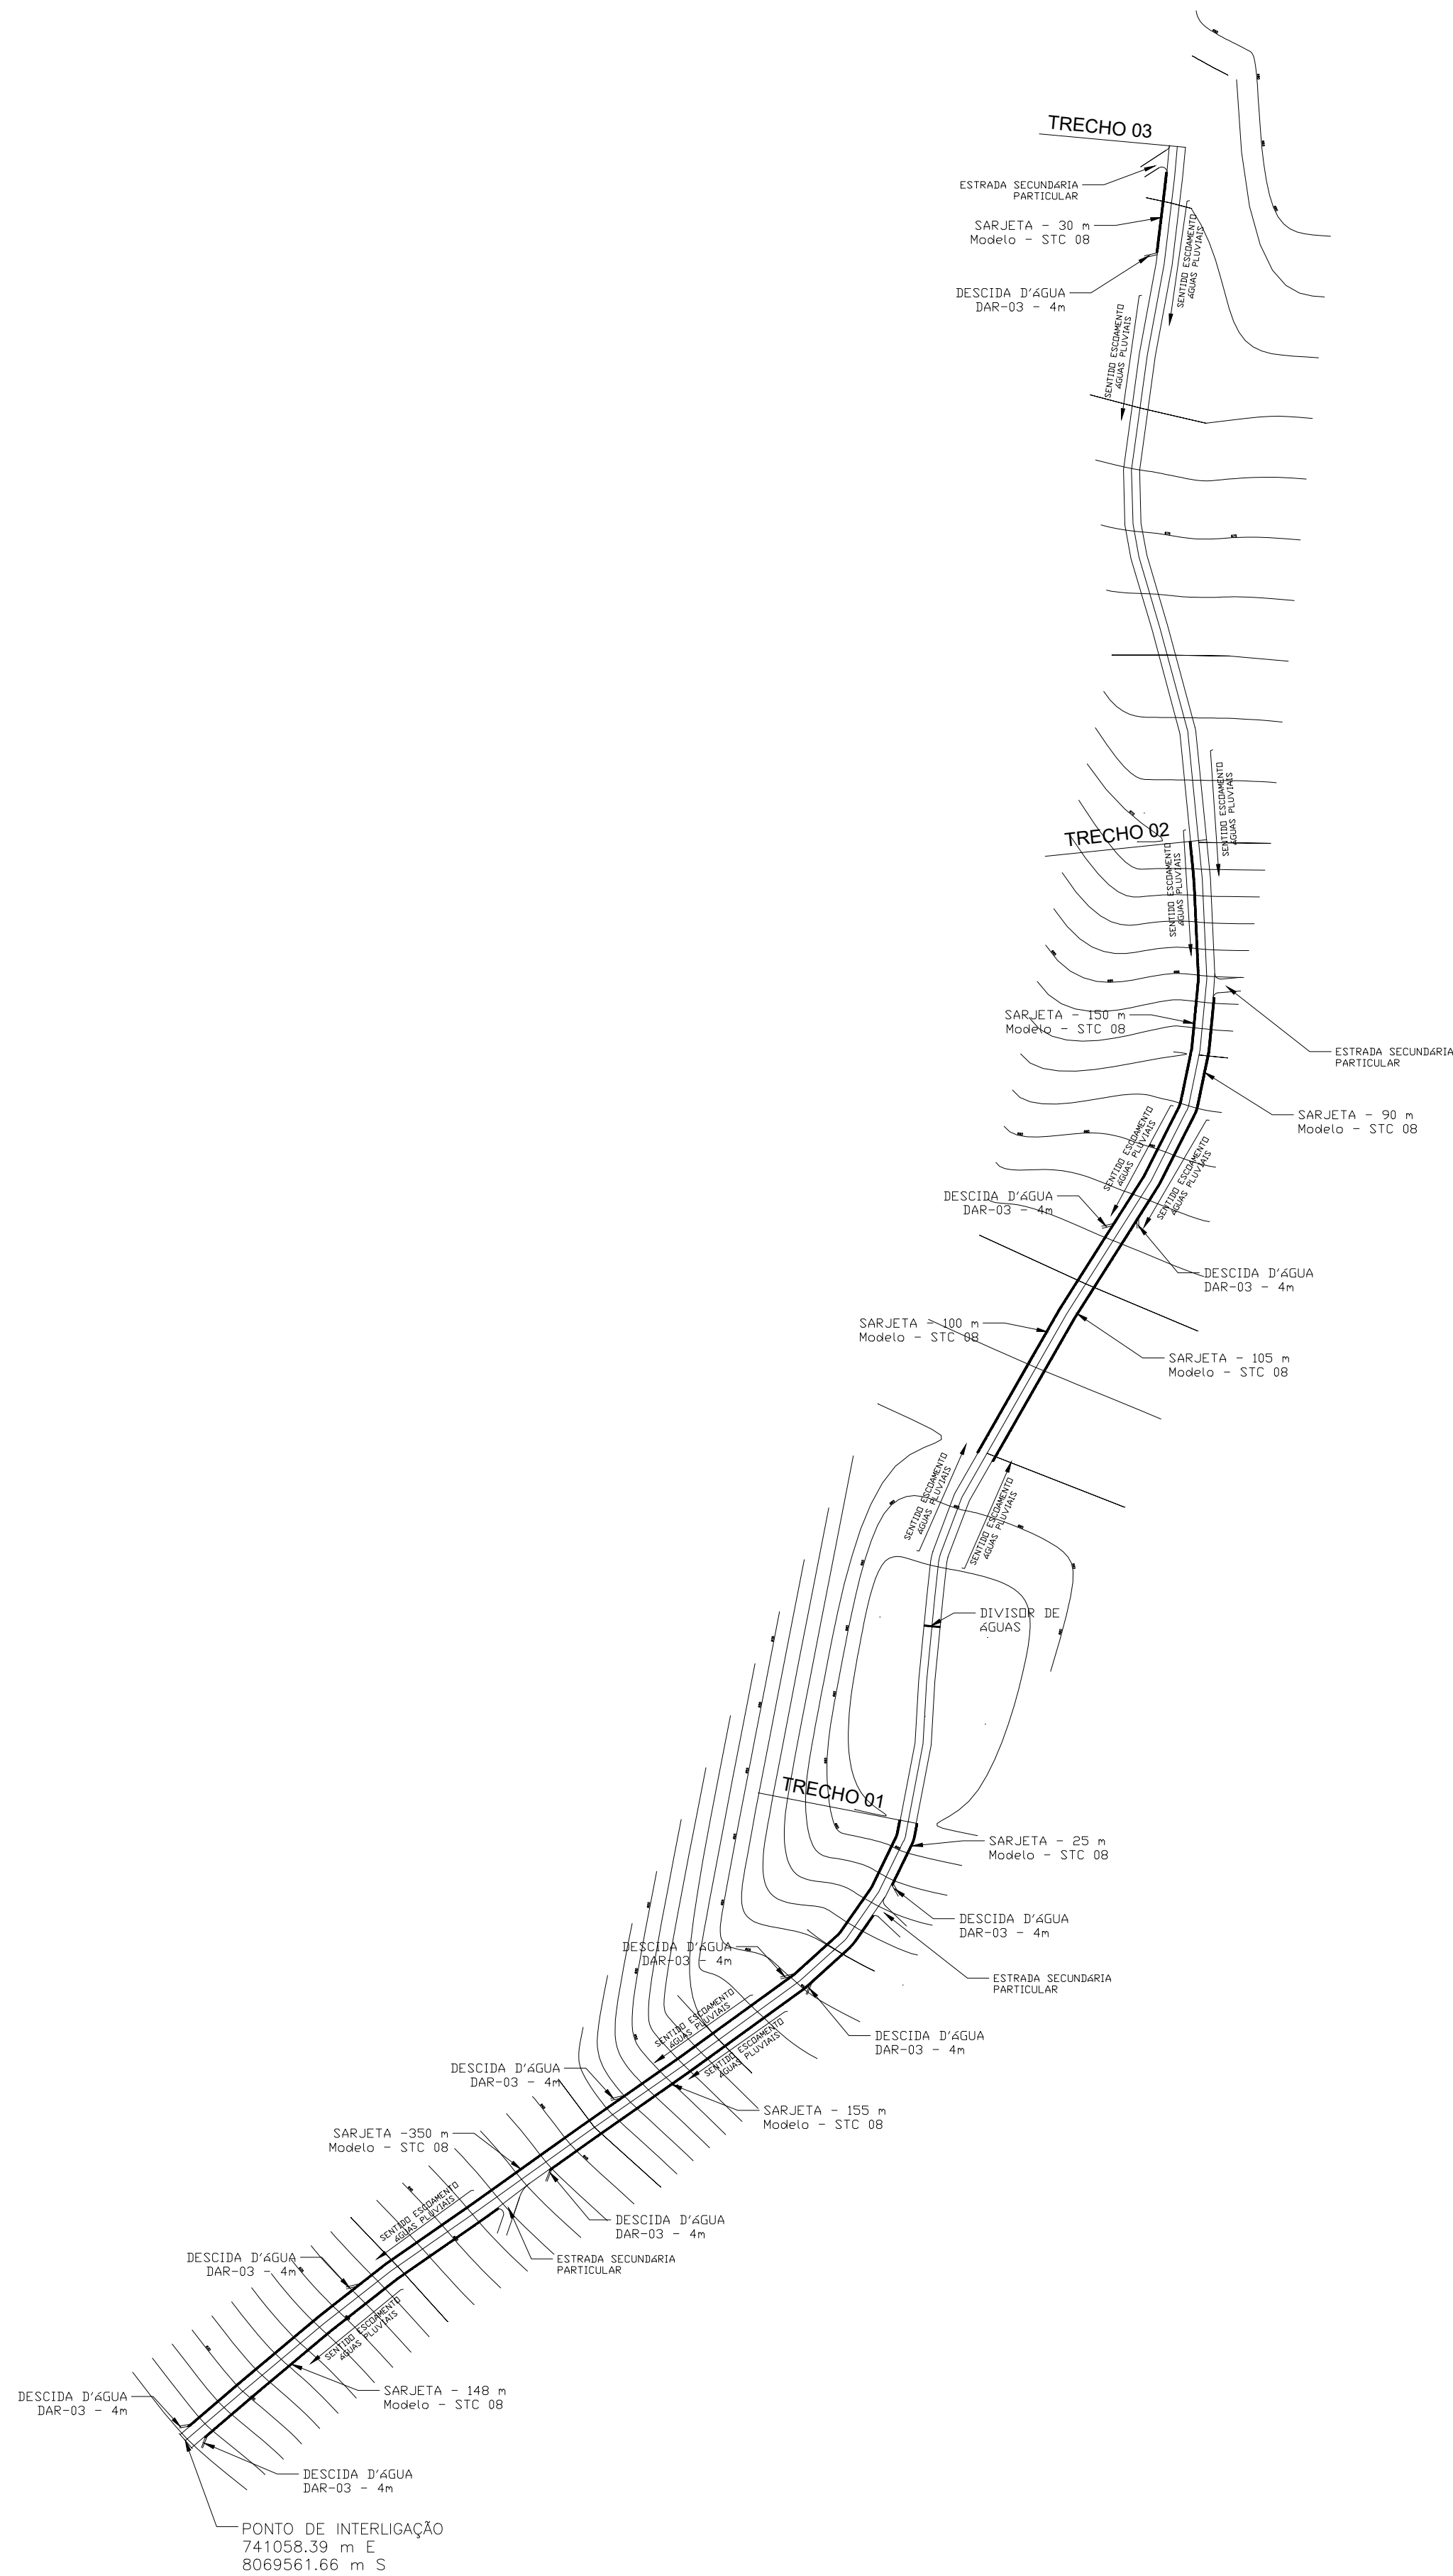 TRECHO 03
ESTRADA SECUNDÁRIA
PARTICULAR
SARJETA - 30 m
Modelo - STC 08
SENTIDO ESCOAMENTO
ÁGUAS PLUVIAIS
DESCIDA D'ÁGUA
DAR-03 - 4m
SENTIDO ESCOAMENTO
ÁGUAS PLUVIAIS
SENTIDO ESCOAMENTO
ÁGUAS PLUVIAIS
TRECHO 02
SENTIDO ESCOAMENTO
ÁGUAS PLUVIAIS
SARJETA - 150 m
Modelo - STC 08
ESTRADA SECUNDÁRIA
PARTICULAR
SARJETA - 90 m
Modelo - STC 08
SENTIDO ESCOAMENTO
ÁGUAS PLUVIAIS
SENTIDO ESCOAMENTO
ÁGUAS PLUVIAIS
DESCIDA D'ÁGUA
DAR-03 - 4m
DESCIDA D'ÁGUA
DAR-03 - 4m
SARJETA - 100 m
Modelo - STC 08
SARJETA - 105 m
Modelo - STC 08
SENTIDO ESCOAMENTO
ÁGUAS PLUVIAIS
SENTIDO ESCOAMENTO
ÁGUAS PLUVIAIS
DIVISOR DE
ÁGUAS
TRECHO 01
SARJETA - 25 m
Modelo - STC 08
DESCIDA D'ÁGUA
DAR-03 - 4m
DESCIDA D'ÁGUA
DAR-03 - 4m
ESTRADA SECUNDÁRIA
PARTICULAR
SENTIDO ESCOAMENTO
ÁGUAS PLUVIAIS
SENTIDO ESCOAMENTO
ÁGUAS PLUVIAIS
DESCIDA D'ÁGUA
DAR-03 - 4m
DESCIDA D'ÁGUA
DAR-03 - 4m
SARJETA - 155 m
Modelo - STC 08
SARJETA -350 m
Modelo - STC 08
SENTIDO ESCOAMENTO
ÁGUAS PLUVIAIS
DESCIDA D'ÁGUA
DAR-03 - 4m
DESCIDA D'ÁGUA
DAR-03 - 4m
ESTRADA SECUNDÁRIA
PARTICULAR
SENTIDO ESCOAMENTO
ÁGUAS PLUVIAIS
SARJETA - 148 m
Modelo - STC 08
DESCIDA D'ÁGUA
DAR-03 - 4m
DESCIDA D'ÁGUA
DAR-03 - 4m
PONTO DE INTERLIGAÇÃO
741058.39 m E
8069561.66 m S